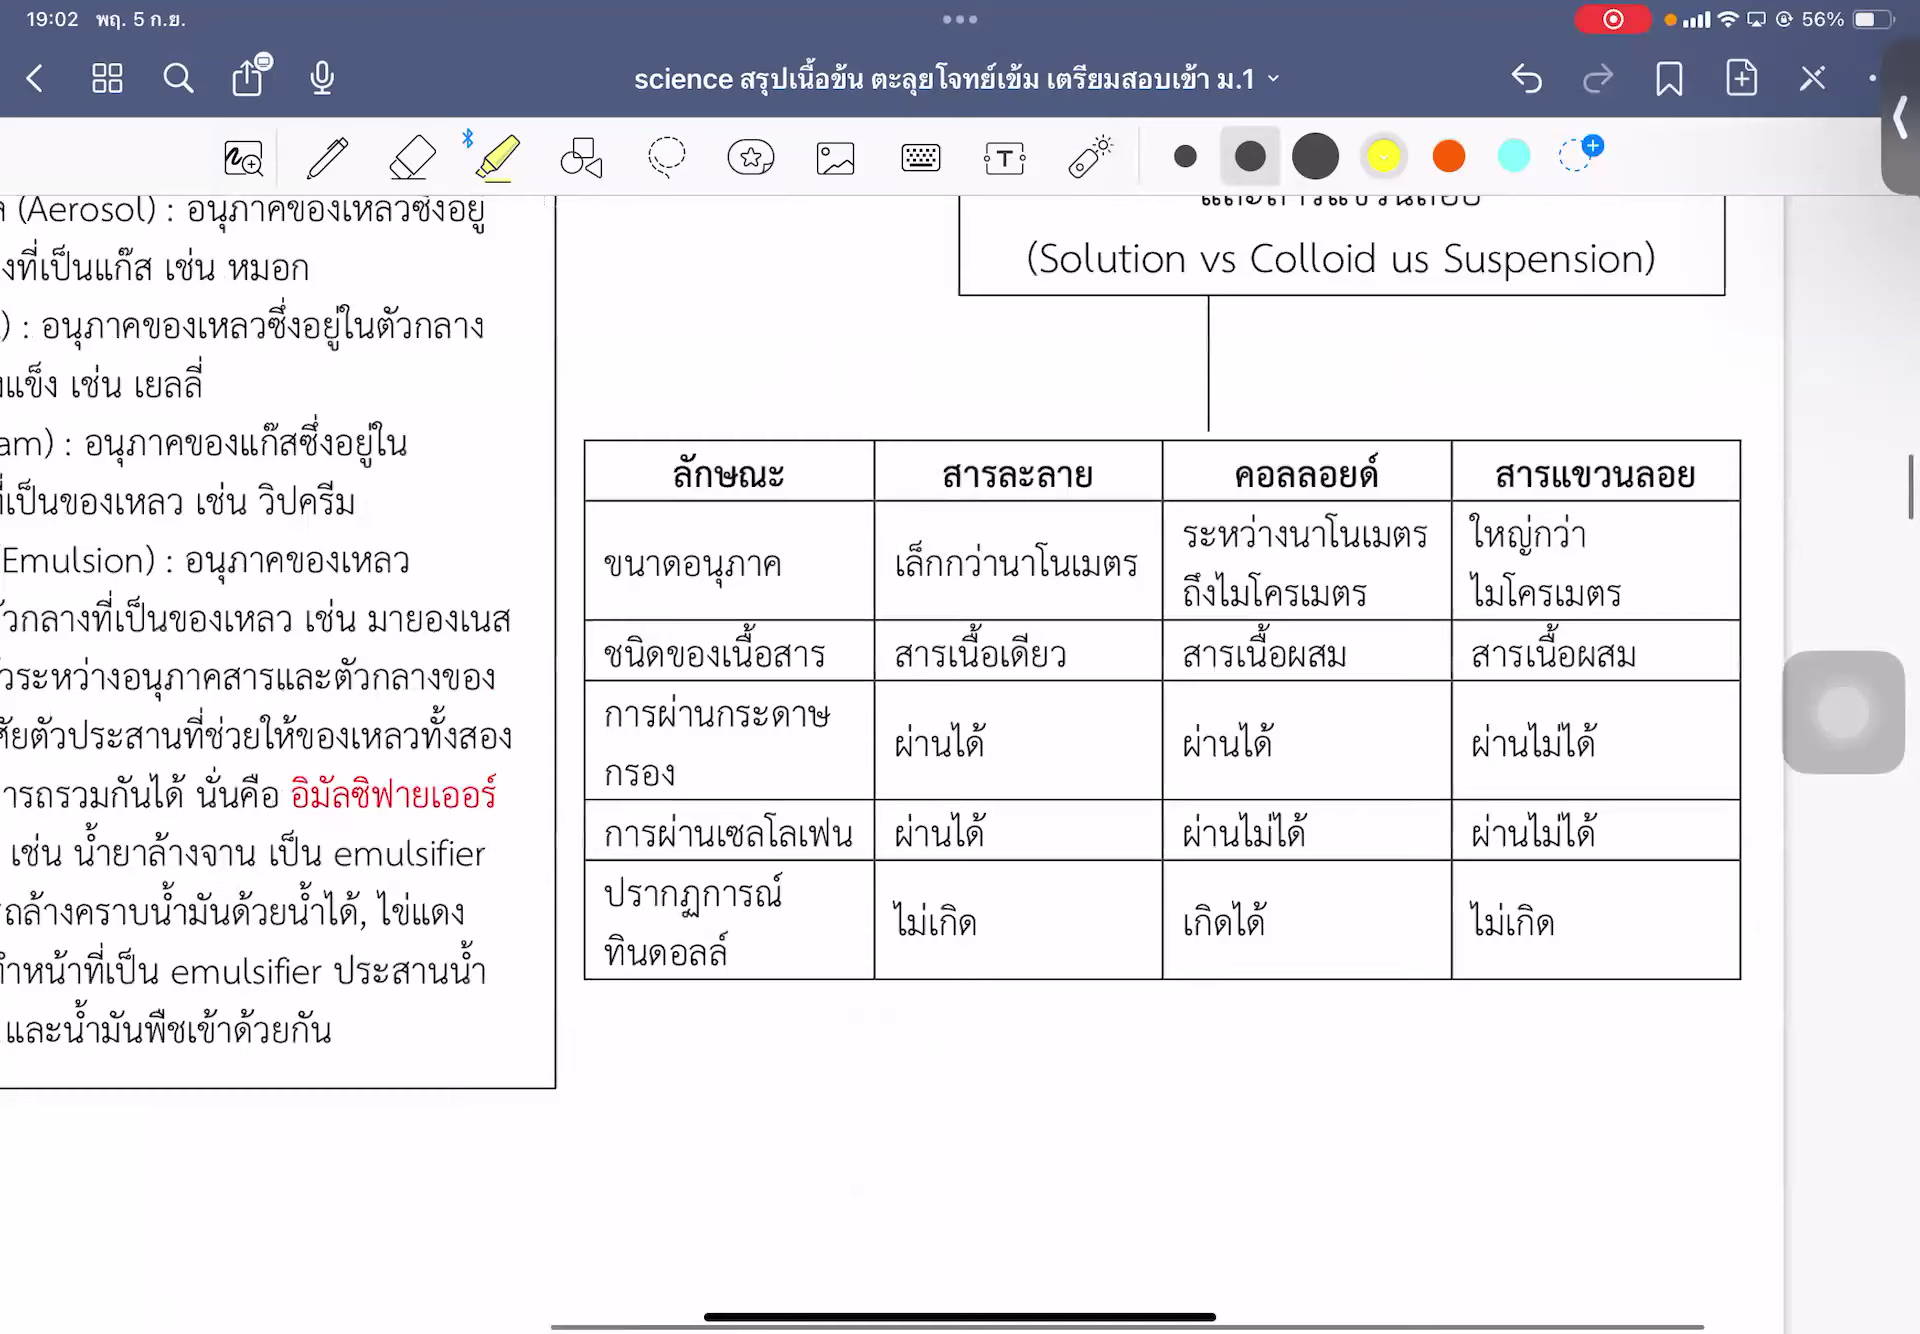 19:02 พฤ. 5 ก.ย.
56%
science สรุปเนื้อข้น ตะลุยโจทย์เข้ม เตรียมสอบเข้า ม.1
(Aerosol) : อนุภาคของเหลวซึ่งอยู่
งที่เป็นแก๊ส เช่น หมอก
) : อนุภาคของเหลวซึ่งอยู่ในตัวกลาง
แข็ง เช่น เยลลี่
am) : อนุภาคของแก๊สซึ่งอยู่ใน
ที่เป็นของเหลว เช่น วิปครีม
(Emulsion) : อนุภาคของเหลว
ัวกลางที่เป็นของเหลว เช่น มายองเนส
ัวระหว่างอนุภาคสารและตัวกลางของ
ศัยตัวประสานที่ช่วยให้ของเหลวทั้งสอง
ารถรวมกันได้ นั่นคือ อิมัลซิฟายเออร์
เช่น น้ำยาล้างจาน เป็น emulsifier
ถล้างคราบน้ำมันด้วยน้ำได้, ไข่แดง
ทำหน้าที่เป็น emulsifier ประสานน้ำ
และน้ำมันพืชเข้าด้วยกัน
และสารแขวนลอย
(Solution vs Colloid us Suspension)
ลักษณะ สารละลาย คอลลอยด์ สารแขวนลอย
ขนาดอนุภาค เล็กกว่านาโนเมตร ระหว่างนาโนเมตร ถึงไมโครเมตร ใหญ่กว่า ไมโครเมตร
ชนิดของเนื้อสาร สารเนื้อเดียว สารเนื้อผสม สารเนื้อผสม
การผ่านกระดาษ กรอง ผ่านได้ ผ่านได้ ผ่านไม่ได้
การผ่านเซลโลเฟน ผ่านได้ ผ่านไม่ได้ ผ่านไม่ได้
ปรากฏการณ์ ทินดอลล์ ไม่เกิด เกิดได้ ไม่เกิด